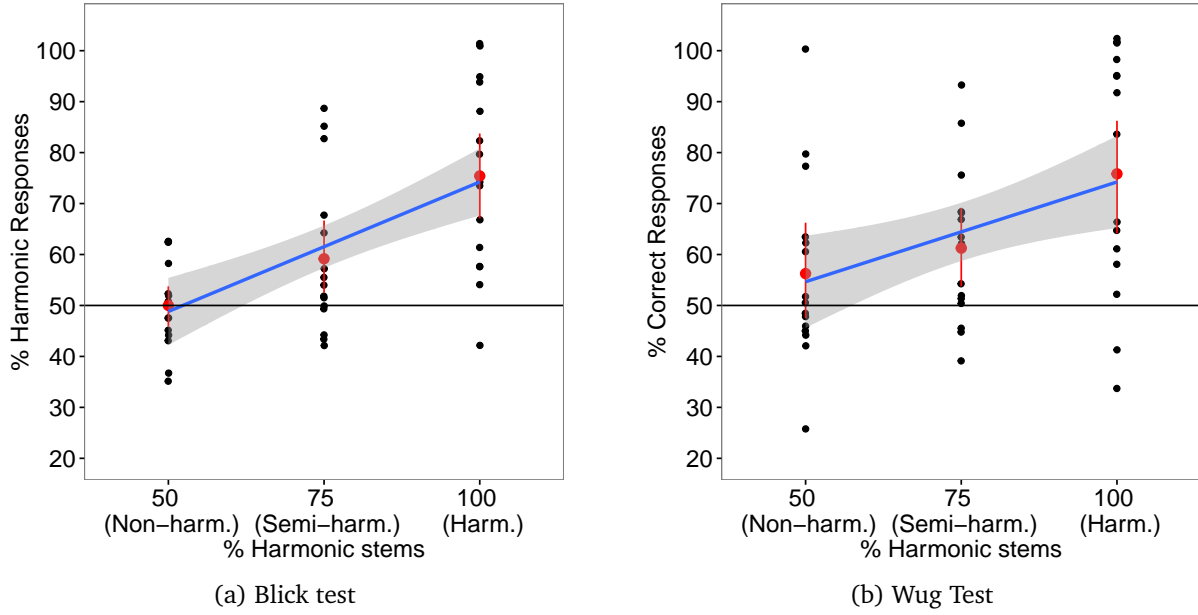 % Harmonic Responses
100
90
80
70
60
50
40
30
20
50 75 100
(Non−harm.) (Semi−harm.) (Harm.)
% Harmonic stems
(a) Blick test
% Correct Responses
100
90
80
70
60
50
40
30
20
50 75 100
(Non−harm.) (Semi−harm.) (Harm.)
% Harmonic stems
(b) Wug Test